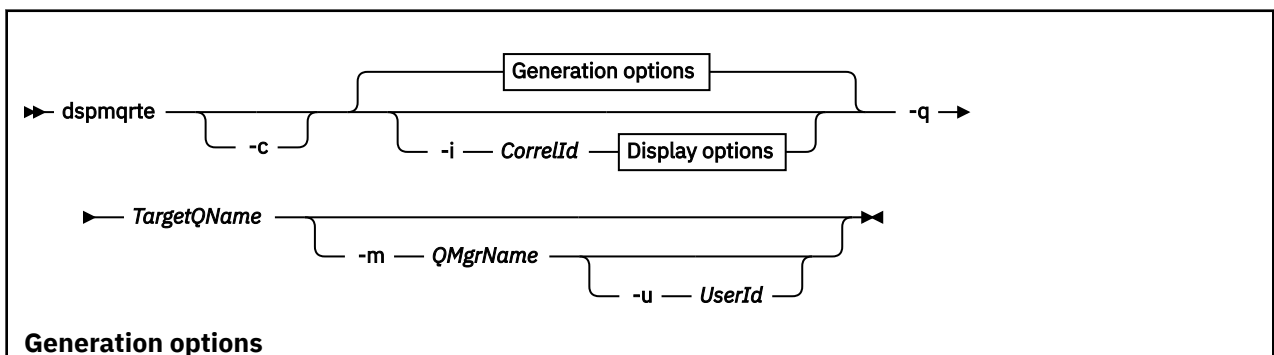 Generation options
dspmqrte -q
-c
-i CorrelId Display options
TargetQName
-m QMgrName
-u UserId
Generation options